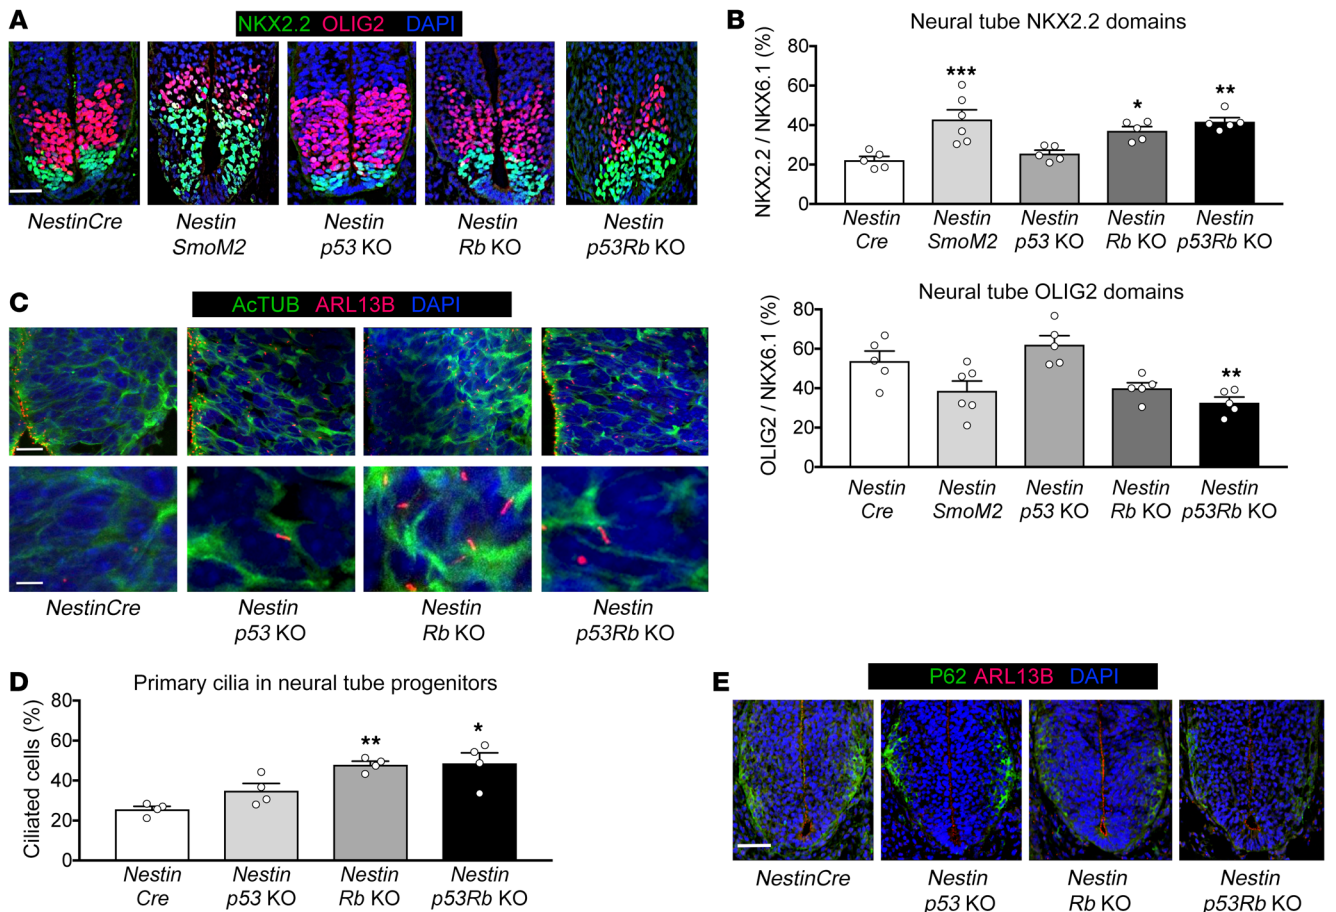 A
NKX2.2 OLIG2 DAPI
NestinCre
Nestin
SmoM2
Nestin
p53 KO
Nestin
Rb KO
Nestin
p53Rb KO
B
Neural tube NKX2.2 domains
NKX2.2 / NKX6.1 (%)
80
60
40
20
0
***
*
**
Nestin
Cre
Nestin
SmoM2
Nestin
p53 KO
Nestin
Rb KO
Nestin
p53Rb KO
Neural tube OLIG2 domains
OLIG2 / NKX6.1 (%)
80
60
40
20
0
**
Nestin
Cre
Nestin
SmoM2
Nestin
p53 KO
Nestin
Rb KO
Nestin
p53Rb KO
C
AcTUB ARL13B DAPI
NestinCre
Nestin
p53 KO
Nestin
Rb KO
Nestin
p53Rb KO
D
Primary cilia in neural tube progenitors
Ciliated cells (%)
80
60
40
20
0
**
*
Nestin
Cre
Nestin
p53 KO
Nestin
Rb KO
Nestin
p53Rb KO
E
P62 ARL13B DAPI
NestinCre
Nestin
p53 KO
Nestin
Rb KO
Nestin
p53Rb KO